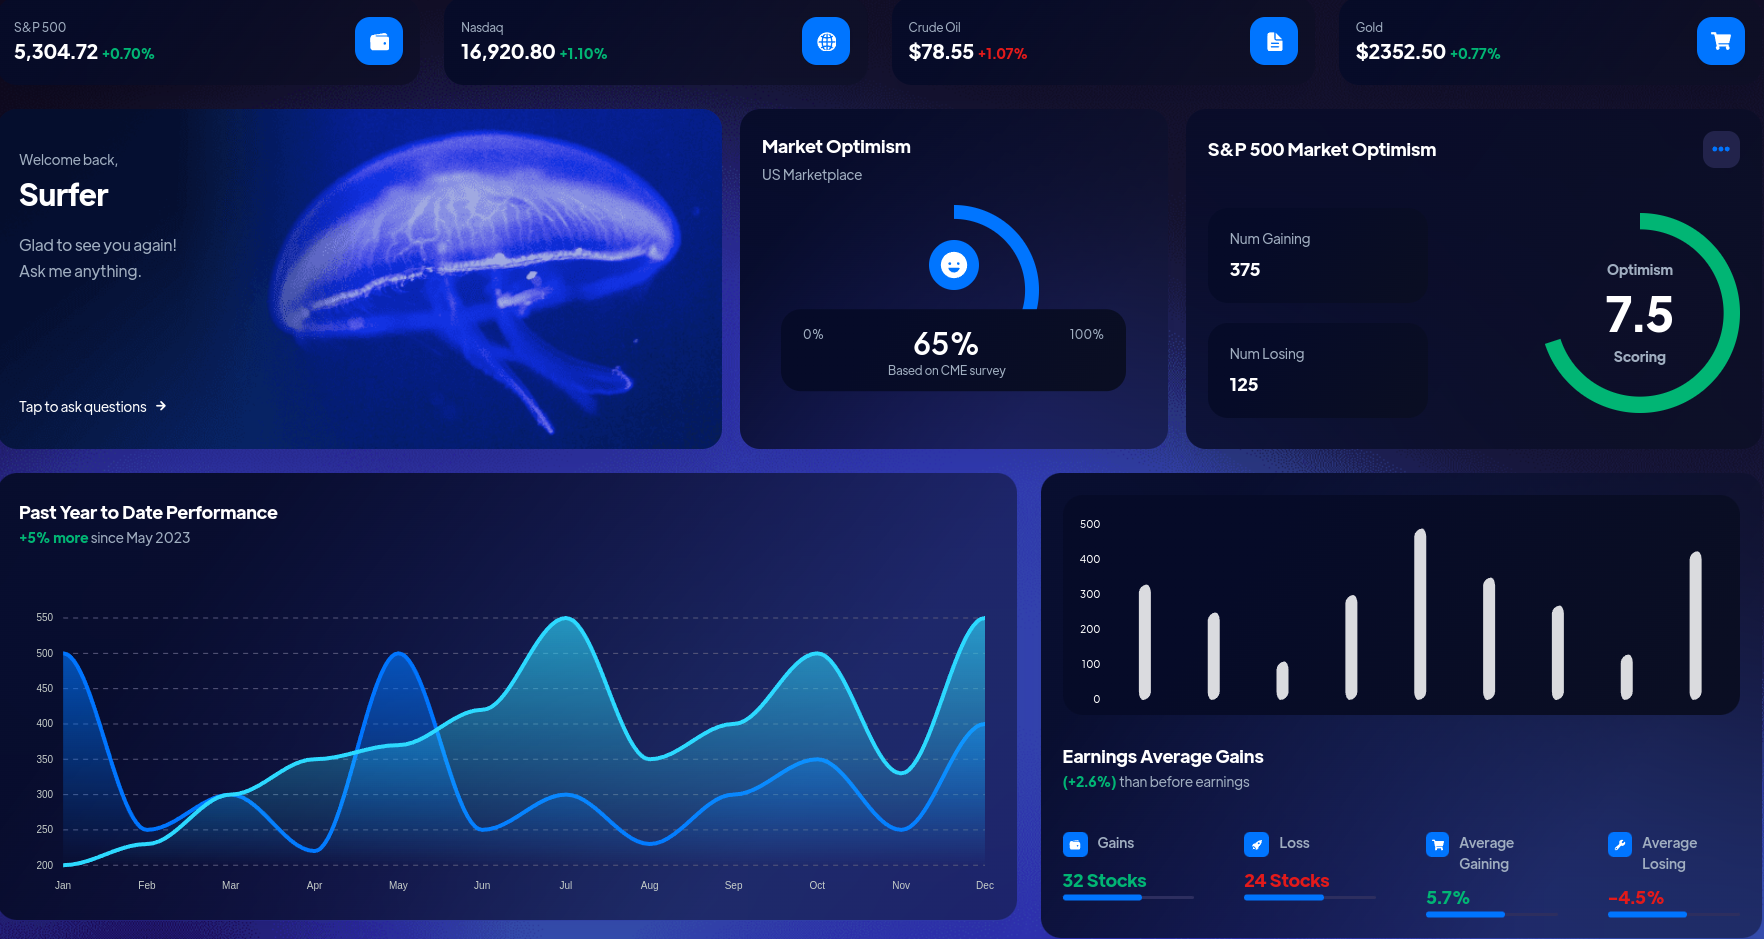 S&P 500
5,304.72 +0.70%
Nasdaq
16,920.80 +1.10%
Crude Oil
$78.55 +1.07%
Gold
$2352.50 +0.77%
Welcome back,
Surfer
Glad to see you again!
Ask me anything.
Tap to ask questions
Market Optimism
US Marketplace
0%
65%
100%
Based on CME survey
S&P 500 Market Optimism
Num Gaining
375
Num Losing
125
Optimism
7.5
Scoring
Past Year to Date Performance
+5% more since May 2023
550
500
450
400
350
300
250
200
Jan Feb Mar Apr May Jun Jul Aug Sep Oct Nov Dec
500
400
300
200
100
0
Earnings Average Gains
(+2.6%) than before earnings
Gains
32 Stocks
Loss
24 Stocks
Average
Gaining
5.7%
Average
Losing
-4.5%